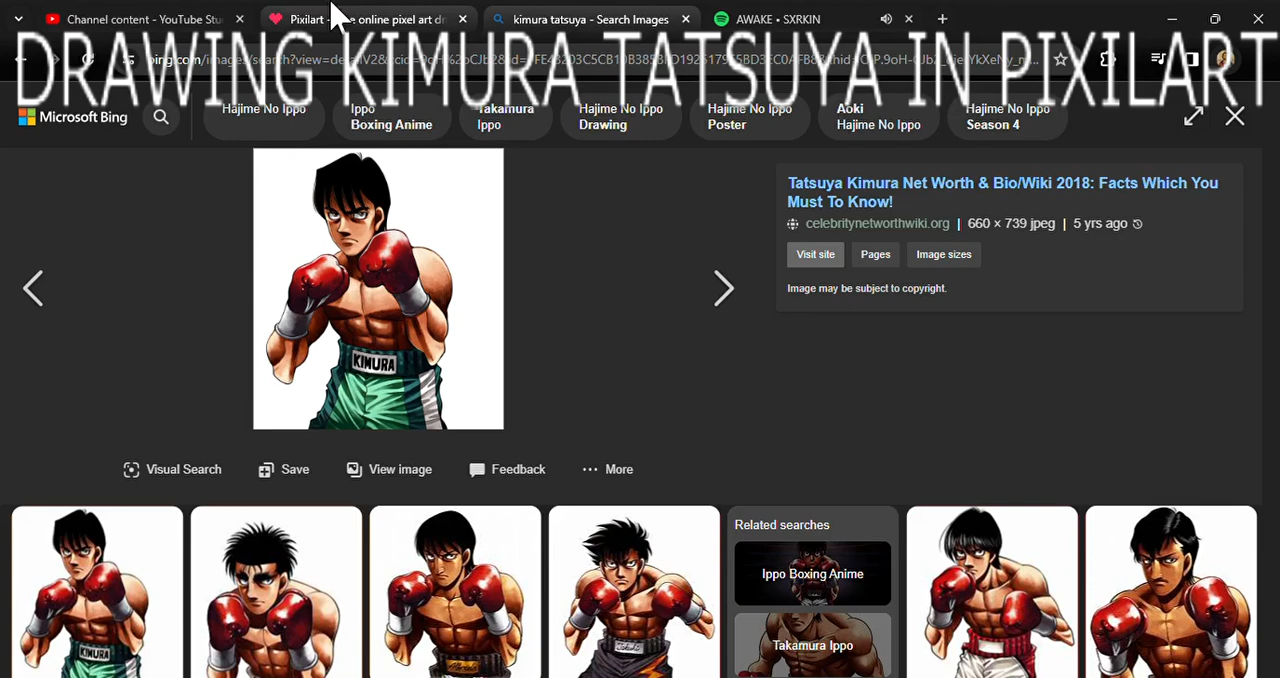 Channel content - YouTube Stu
Pixilart - online pixel art dr
kimura tatsuya - Search Images
AWAKE - SXRKIN
DRAWING KIMURA TATSUYA IN PIXILART
Microsoft Bing
Hajime No Ippo
Ippo
Boxing Anime
Takamura
Ippo
Hajime No Ippo
Drawing
Hajime No Ippo
Poster
Aoki
Hajime No Ippo
Hajime No Ippo
Season 4
Tatsuya Kimura Net Worth & Bio/Wiki 2018: Facts Which You
Must To Know!
celebritynetworthwiki.org | 660 × 739 jpeg | 5 yrs ago
Visit site
Pages
Image sizes
Image may be subject to copyright.
KIMURA
Visual Search
Save
View image
Feedback
More
Related searches
Ippo Boxing Anime
Takamura Ippo
KIMURA